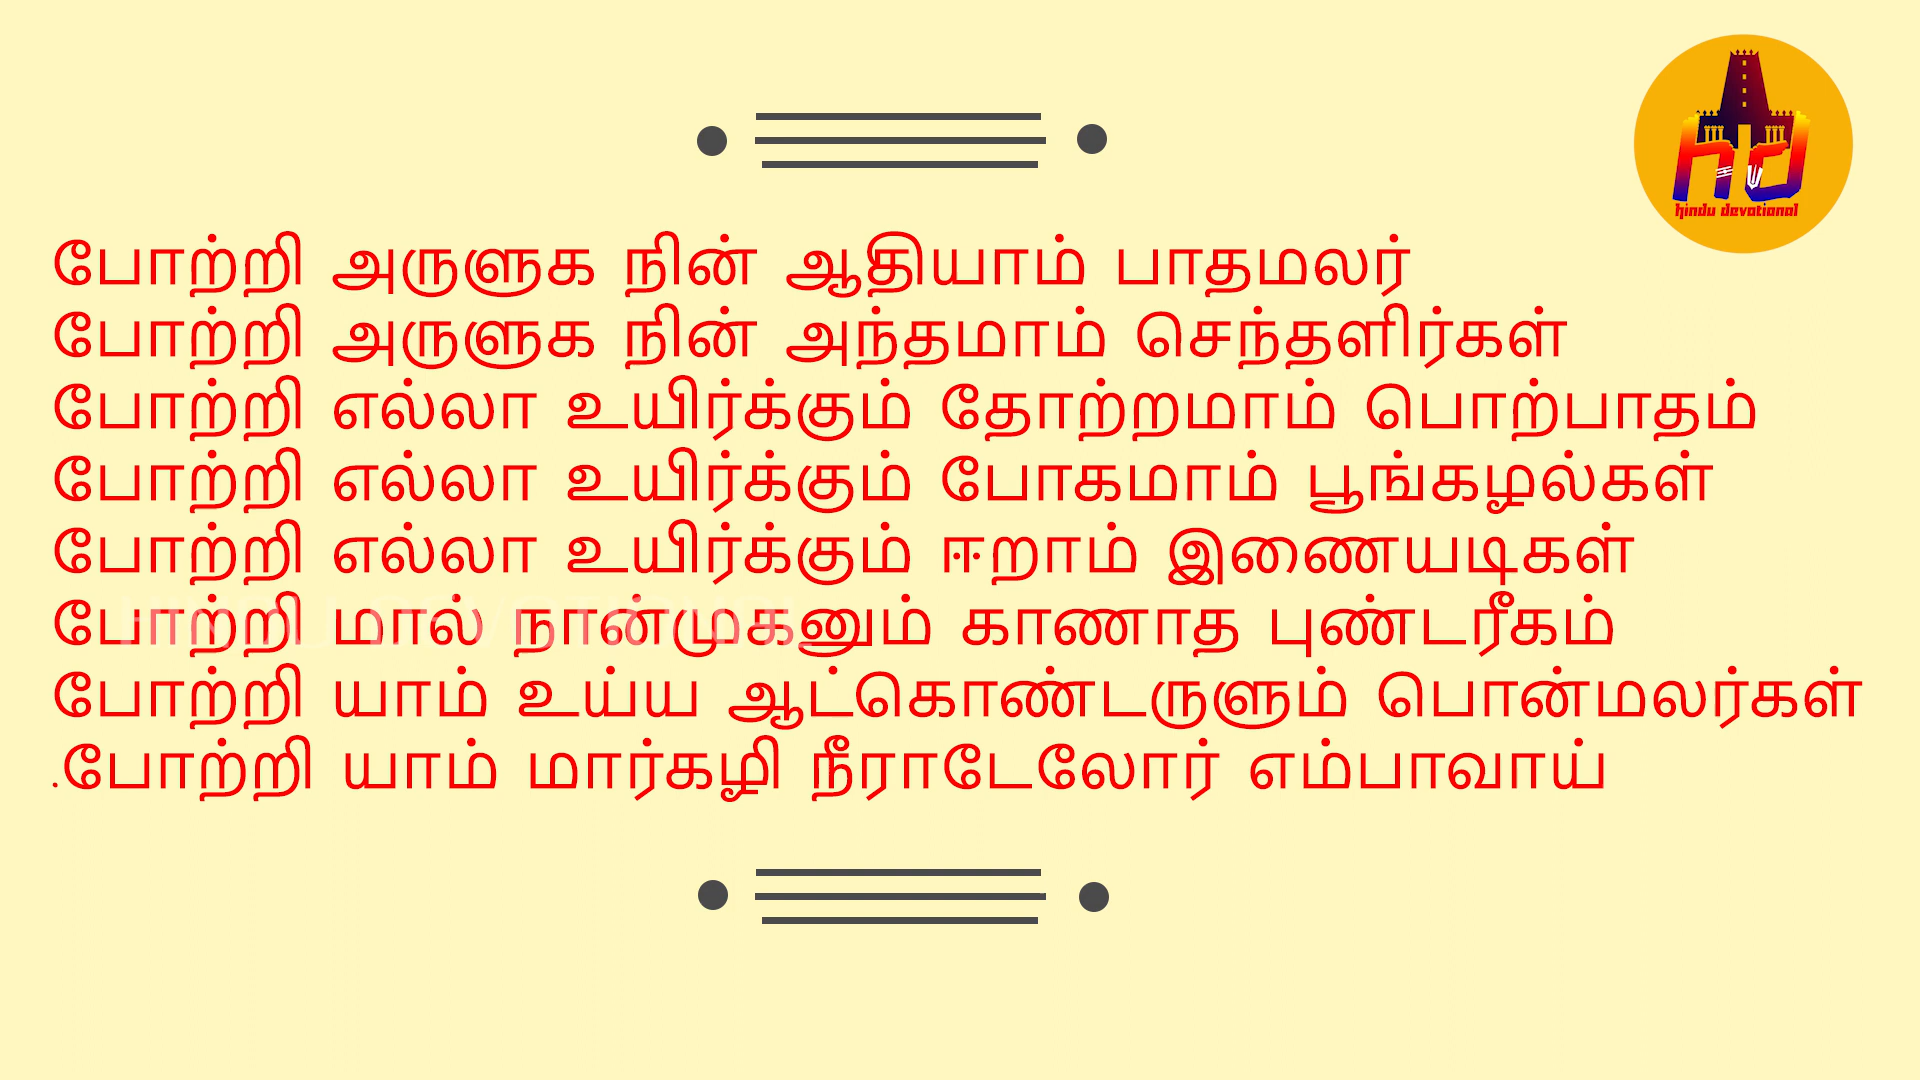 hindu devotional
போற்றி அருளுக நின் ஆதியாம் பாதமலர்
போற்றி அருளுக நின் அந்தமாம் செந்தளிர்கள்
போற்றி எல்லா உயிர்க்கும் தோற்றமாம் பொற்பாதம்
போற்றி எல்லா உயிர்க்கும் போகமாம் பூங்கழல்கள்
போற்றி எல்லா உயிர்க்கும் ஈறாம் இணையடிகள்
போற்றி மால் நான்முகனும் காணாத புண்டரீகம்
போற்றி யாம் உய்ய ஆட்கொண்டருளும் பொன்மலர்கள்
.போற்றி யாம் மார்கழி நீராடேலோர் எம்பாவாய்